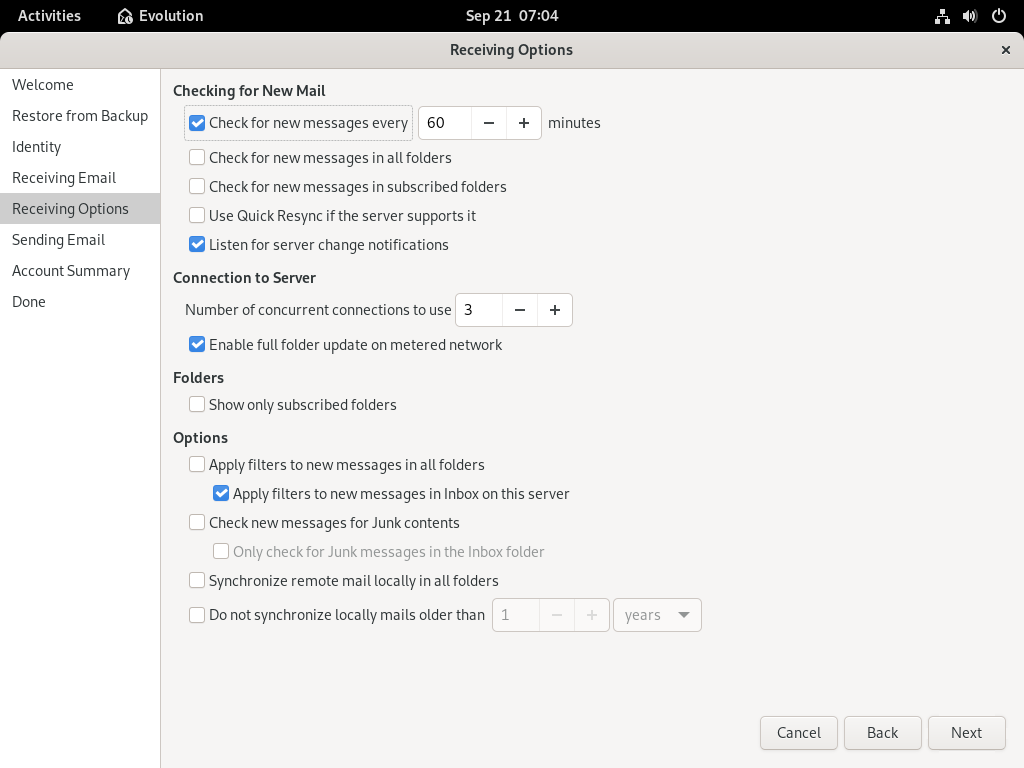 Activities Evolution Sep 21 07:04
Receiving Options
Welcome
Restore from Backup
Identity
Receiving Email
Receiving Options
Sending Email
Account Summary
Done
Checking for New Mail
Check for new messages every 60 minutes
Check for new messages in all folders
Check for new messages in subscribed folders
Use Quick Resync if the server supports it
Listen for server change notifications
Connection to Server
Number of concurrent connections to use 3
Enable full folder update on metered network
Folders
Show only subscribed folders
Options
Apply filters to new messages in all folders
Apply filters to new messages in Inbox on this server
Check new messages for Junk contents
Only check for Junk messages in the Inbox folder
Synchronize remote mail locally in all folders
Do not synchronize locally mails older than 1 years
Cancel Back Next